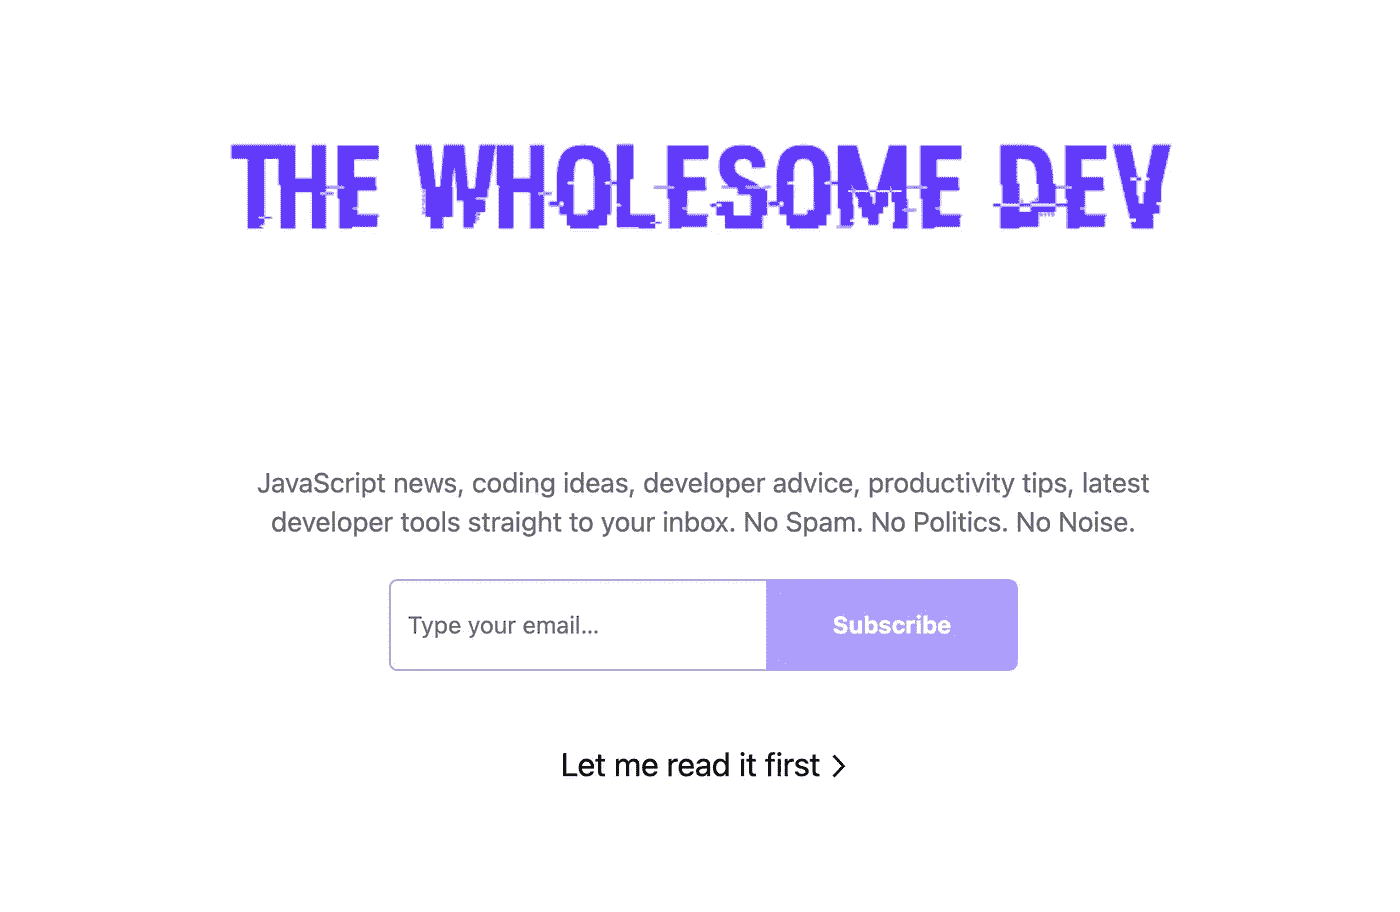 THE WHOLESOME DEV
JavaScript news, coding ideas, developer advice, productivity tips, latest
developer tools straight to your inbox. No Spam. No Politics. No Noise.
Type your email...
Subscribe
Let me read it first >